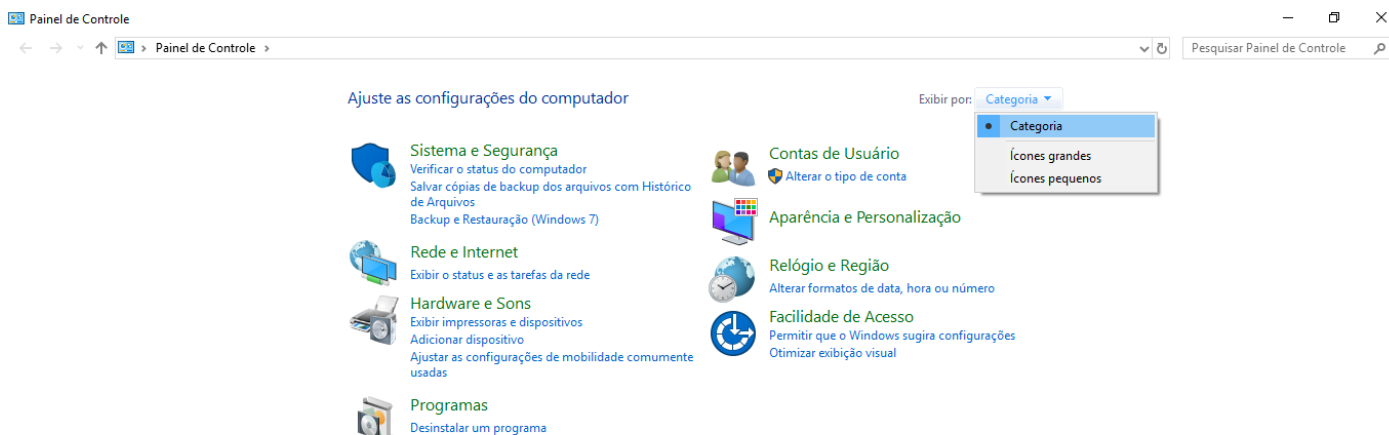 Painel de Controle
Painel de Controle
Pesquisar Painel de Controle
Ajuste as configurações do computador
Exibir por:
Categoria
Categoria
Ícones grandes
Ícones pequenos
Sistema e Segurança
Verificar o status do computador
Salvar cópias de backup dos arquivos com Histórico
de Arquivos
Backup e Restauração (Windows 7)
Rede e Internet
Exibir o status e as tarefas da rede
Hardware e Sons
Exibir impressoras e dispositivos
Adicionar dispositivo
Ajustar as configurações de mobilidade comumente
usadas
Programas
Desinstalar um programa
Contas de Usuário
Alterar o tipo de conta
Aparência e Personalização
Relógio e Região
Alterar formatos de data, hora ou número
Facilidade de Acesso
Permitir que o Windows sugira configurações
Otimizar exibição visual